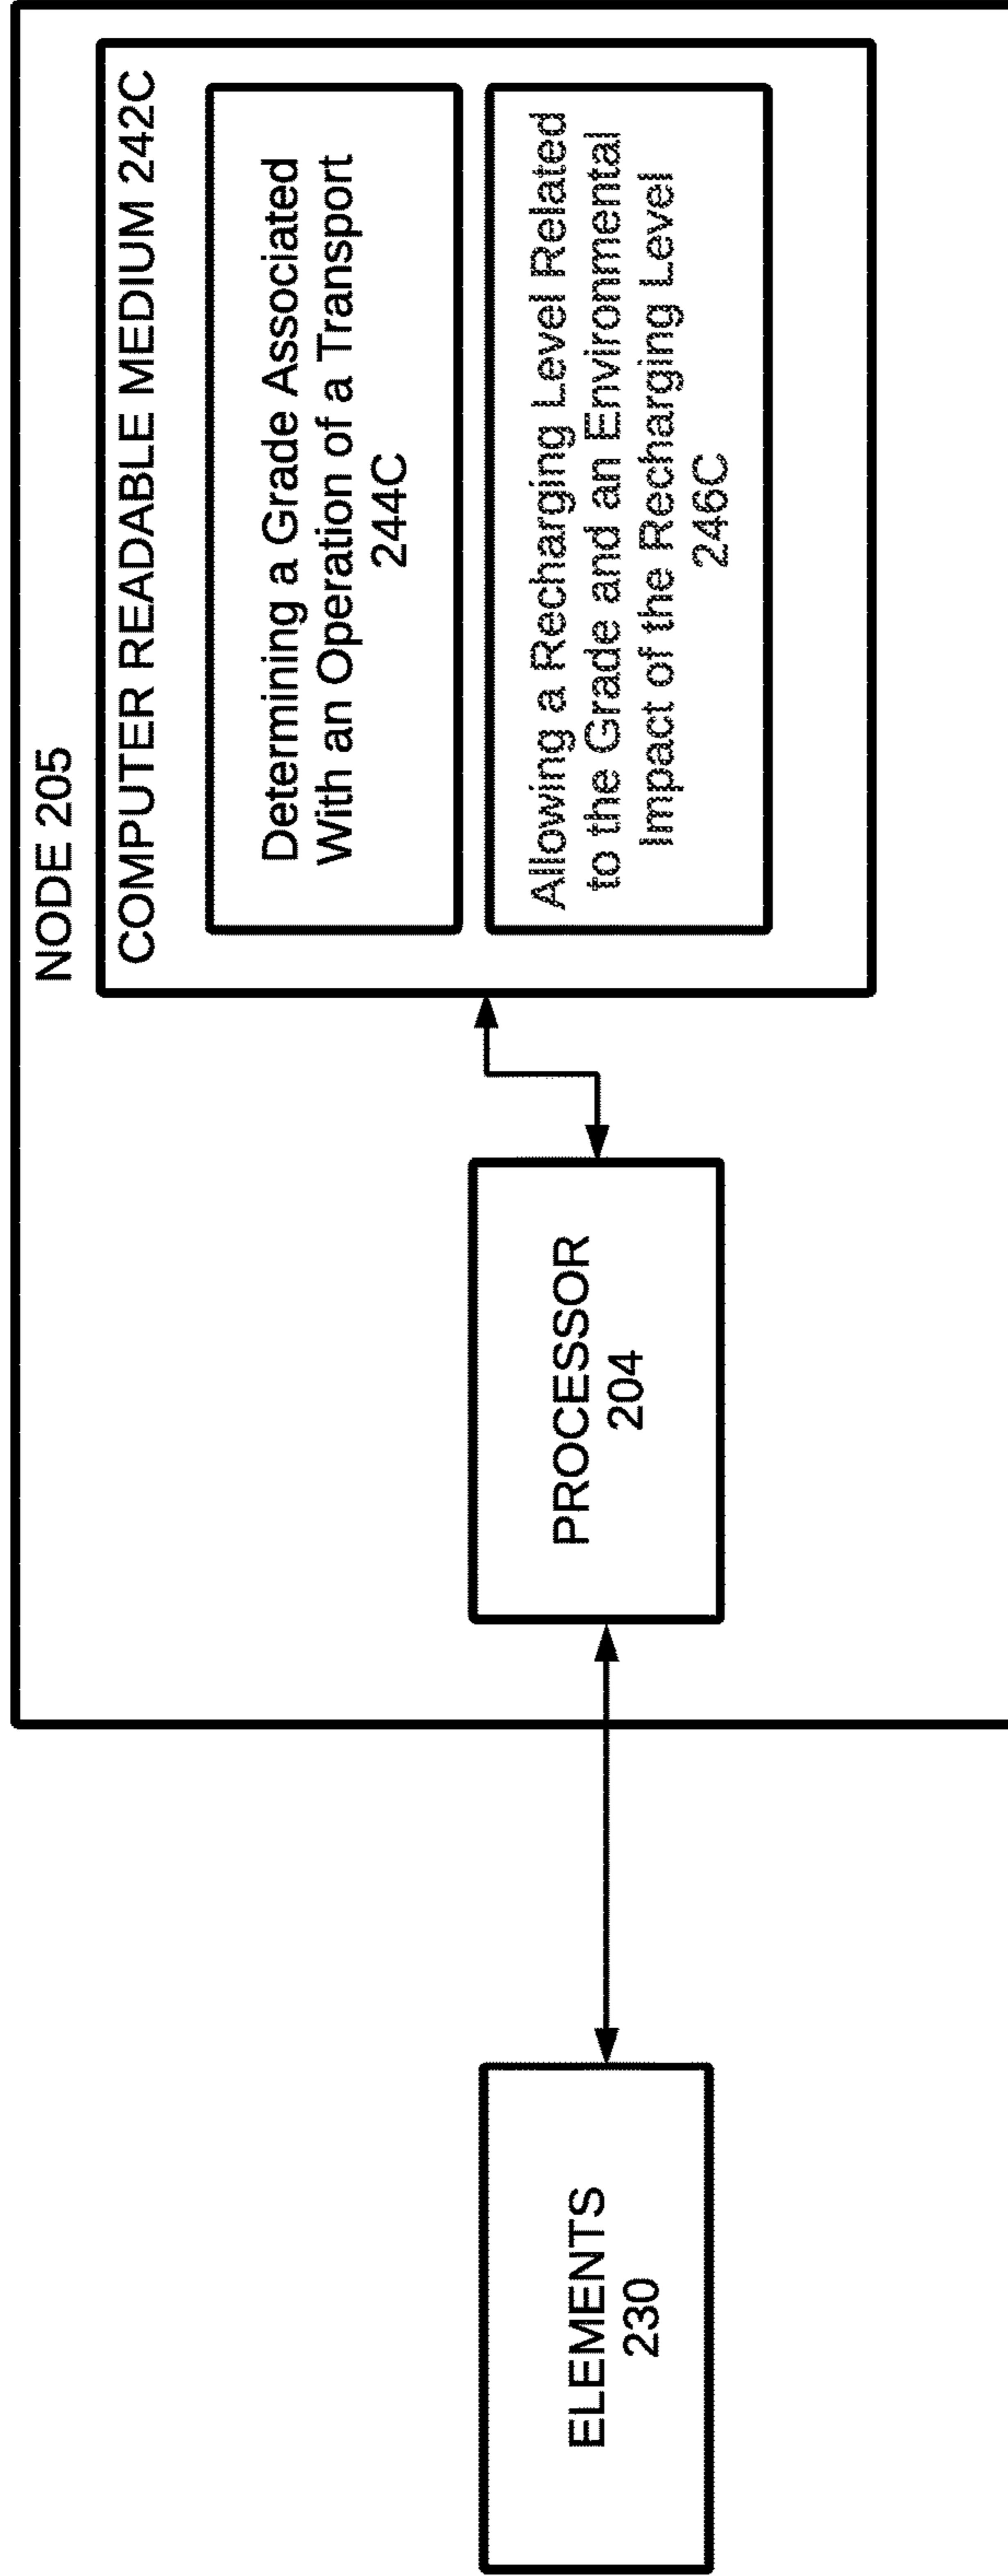 NODE 205
COMPUTER READABLE MEDIUM 242C
Determining a Grade Associated
With an Operation of a Transport
244C
Allowing a Recharging Level Related
to the Grade and an Environmental
Impact of the Recharging Level
246C
PROCESSOR
204
ELEMENTS
230